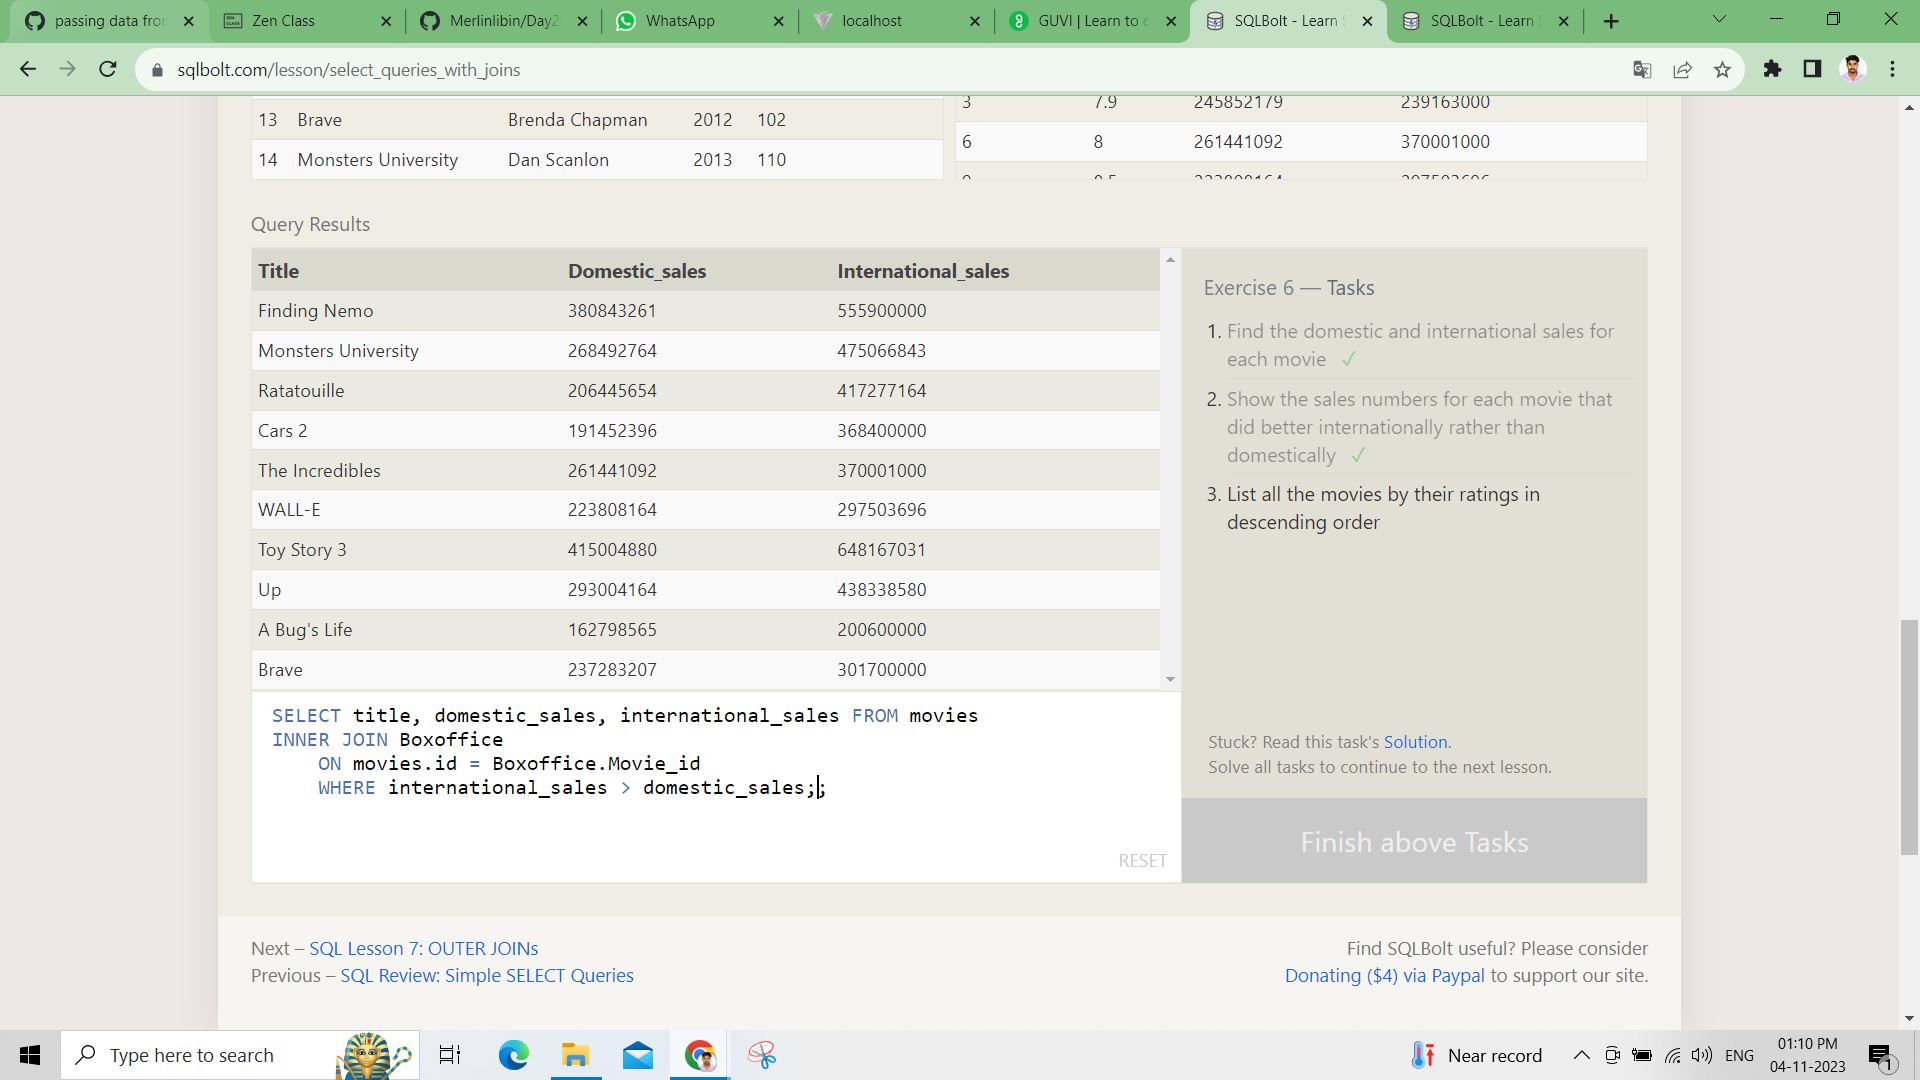 passing data fron
Zen Class
Merlinlibin/Day2
WhatsApp
localhost
GUVI | Learn to c
SQLBolt - Learn S
SQLBolt - Learn S
sqlbolt.com/lesson/select_queries_with_joins
13 Brave Brenda Chapman 2012 102
14 Monsters University Dan Scanlon 2013 110
3 7.9 245852179 239163000
6 8 261441092 370001000
Query Results
Title Domestic_sales International_sales
Finding Nemo 380843261 555900000
Monsters University 268492764 475066843
Ratatouille 206445654 417277164
Cars 2 191452396 368400000
The Incredibles 261441092 370001000
WALL-E 223808164 297503696
Toy Story 3 415004880 648167031
Up 293004164 438338580
A Bug's Life 162798565 200600000
Brave 237283207 301700000
SELECT title, domestic_sales, international_sales FROM movies
INNER JOIN Boxoffice
ON movies.id = Boxoffice.Movie_id
WHERE international_sales > domestic_sales;;
RESET
Exercise 6 — Tasks
1. Find the domestic and international sales for
each movie ✓
2. Show the sales numbers for each movie that
did better internationally rather than
domestically ✓
3. List all the movies by their ratings in
descending order
Stuck? Read this task's Solution.
Solve all tasks to continue to the next lesson.
Finish above Tasks
Next – SQL Lesson 7: OUTER JOINs
Previous – SQL Review: Simple SELECT Queries
Find SQLBolt useful? Please consider
Donating ($4) via Paypal to support our site.
Type here to search
Near record
ENG
01:10 PM
04-11-2023
1